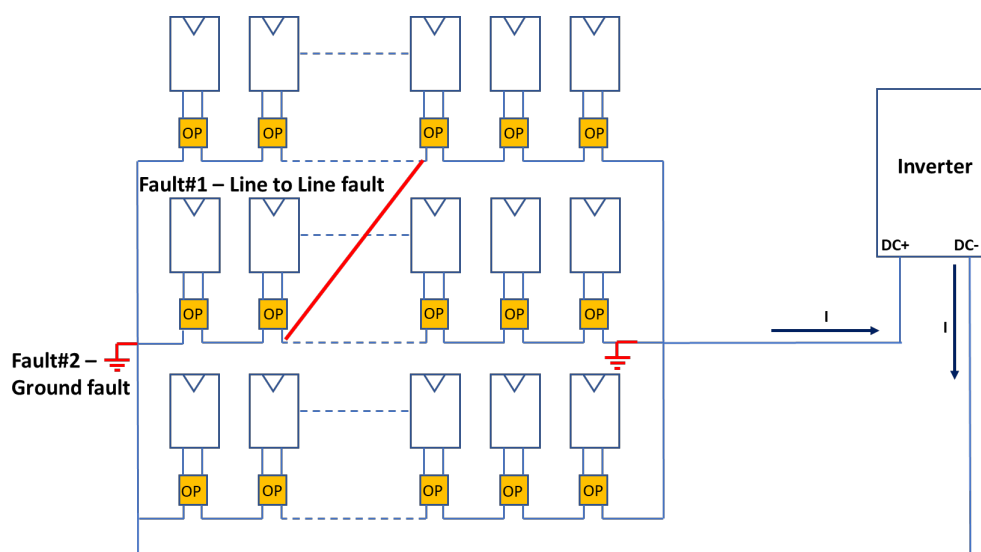 OP OP OP OP OP
Fault#1 – Line to Line fault
Inverter
DC+ DC-
OP OP OP OP OP
I
I
Fault#2 –
Ground fault
OP OP OP OP OP